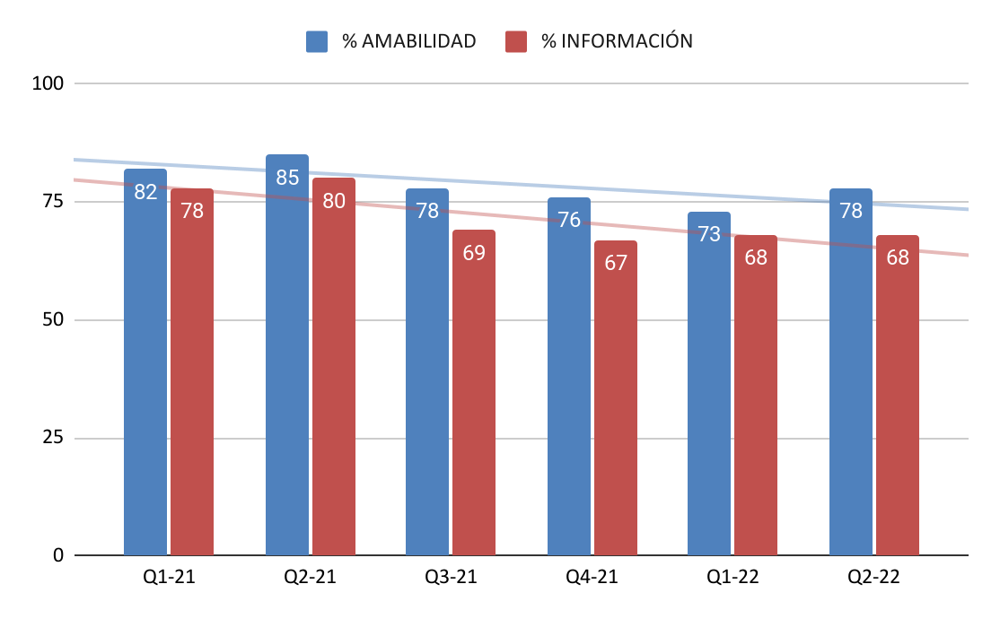 % AMABILIDAD % INFORMACIÓN
100
75
50
25
0
82 78 85 80 78 69 76 67 73 68 78 68
Q1-21 Q2-21 Q3-21 Q4-21 Q1-22 Q2-22